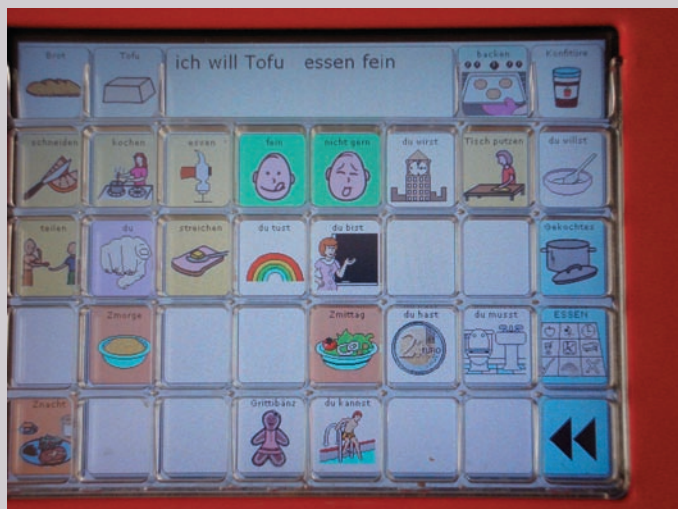 Brot Tofu ich will Tofu essen fein backen Konfitüre
schneiden kochen essen fein nicht gern du wirst Tisch putzen du willst
teilen du streichen du tust du bist Gekochtes
Zmorge Zmittag du hast du musst ESSEN
Znacht Grittibänz du kannst